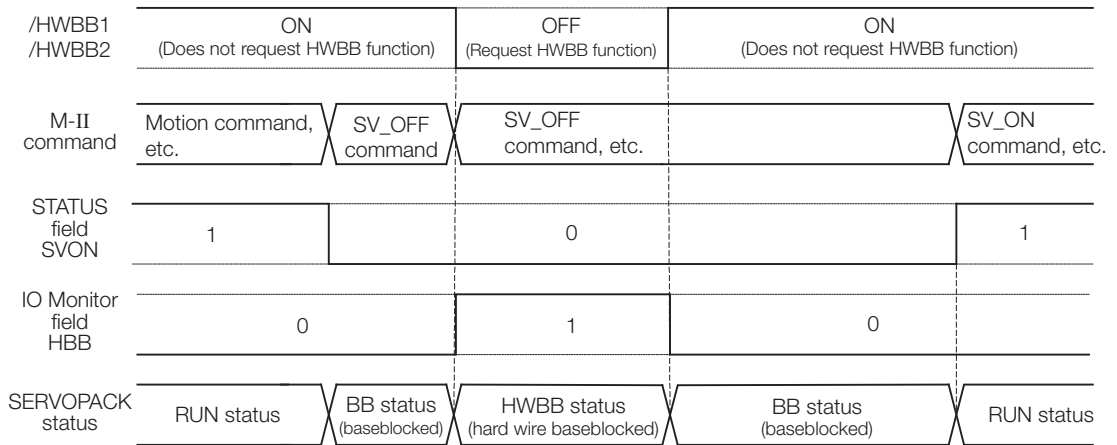 /HWBB1
/HWBB2
ON
(Does not request HWBB function)
OFF
(Request HWBB function)
ON
(Does not request HWBB function)
M-II
command
Motion command,
etc.
SV_OFF
command
SV_OFF
command, etc.
SV_ON
command, etc.
STATUS
field
SVON
1
0
1
IO Monitor
field
HBB
0
1
0
SERVOPACK
status
RUN status
BB status
(baseblocked)
HWBB status
(hard wire baseblocked)
BB status
(baseblocked)
RUN status